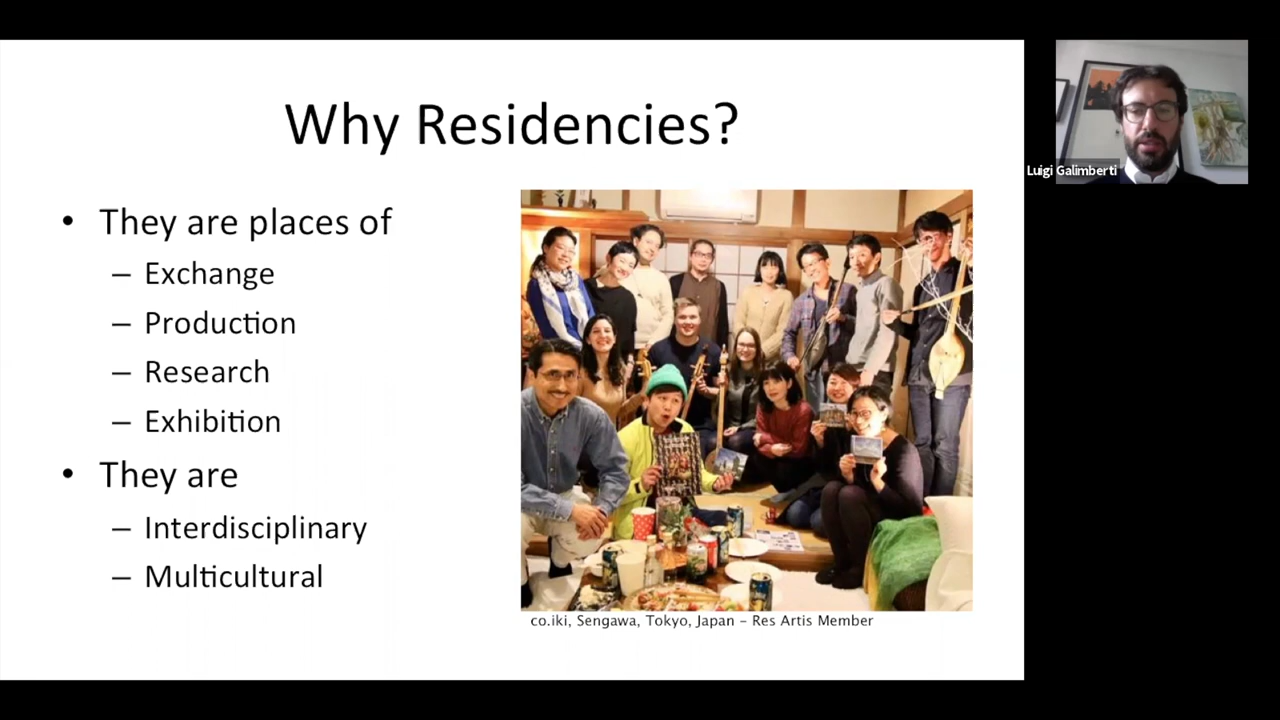 Why Residencies?
• They are places of
– Exchange
– Production
– Research
– Exhibition
• They are
– Interdisciplinary
– Multicultural
co.iki, Sengawa, Tokyo, Japan – Res Artis Member
Luigi Galimberti